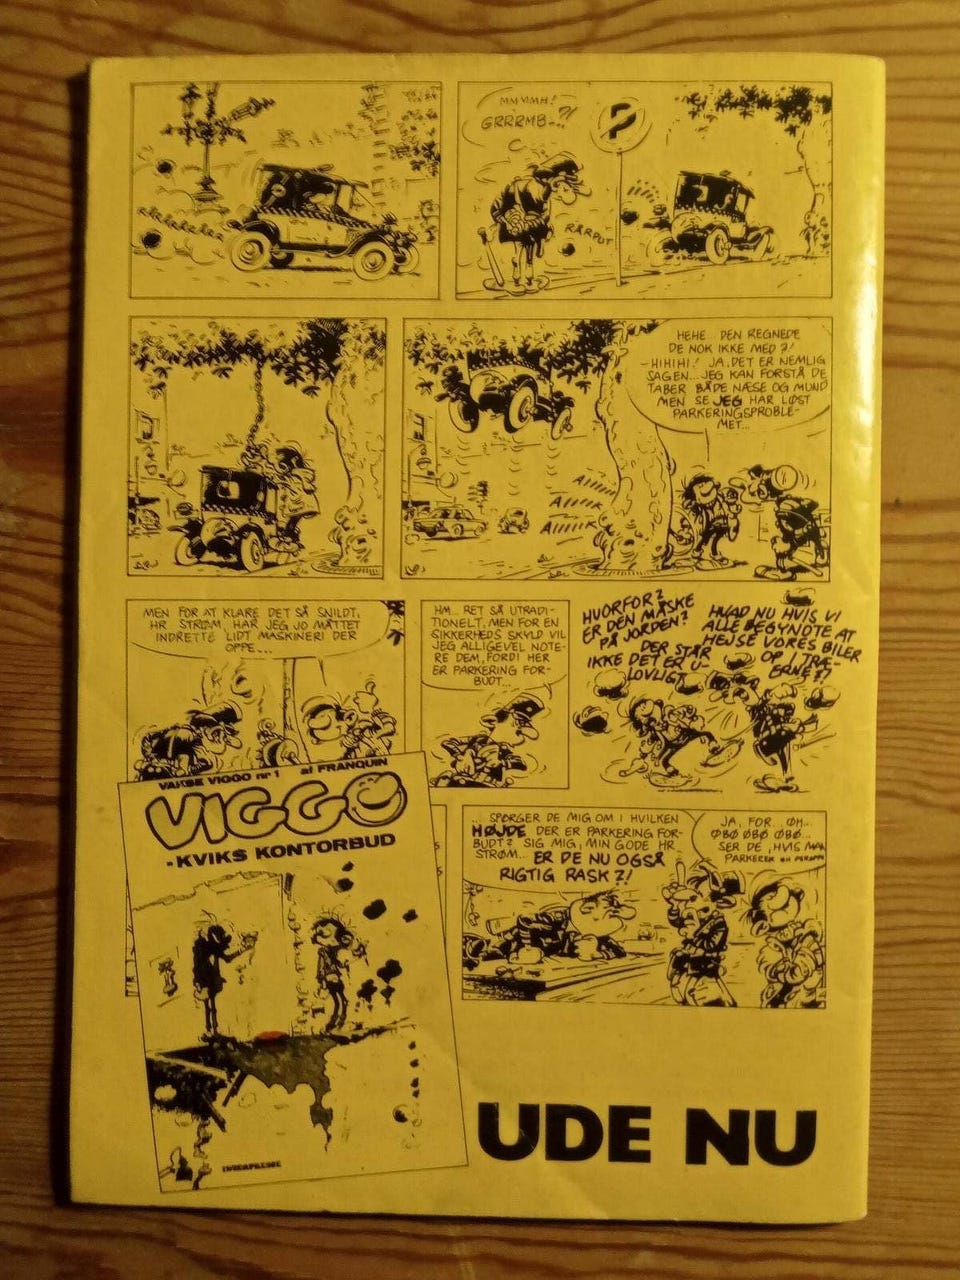 MMMMH!
GRRRMB-..?!
P
RÄRPUT
HEHE.. DEN REGNEDE
DE NOK IKKE MED ?!
-HIHIHI! JA, DET ER NEMLIG
SAGEN... JEG KAN FORSTÅ DE
TABER BÅDE NÆSE OG MUND
MEN SE JEG HAR LØST
PARKERINGSPROBLE-
MET...
AIIIIK
AIIIIK
AIIIIK
MEN FOR AT KLARE DET SÅ SNILDT,
HR STRØM, HAR JEG JO MÅTTET
INDRETTE LIDT MASKINERI DER
OPPE...
HM.. RET SÅ UTRADI-
TIONELT, MEN FOR EN
SIKKERHEDS SKYLD VIL
JEG ALLIGEVEL NOTE-
RE DEM, FORDI HER
ER PARKERING FOR-
BUDT...
HVORFOR?
ER DEN MÅSKE
PÅ JORDEN?
DER STÅR
IKKE DET ER U-
LOVLIGT
HVAD NU HVIS VI
ALLE BEGYNDTE AT
HEJSE VORES BILER
OP I TRÆ-
ERNE??
VAKSE VIGGO nr 1 af FRANQUIN
VIGGO
-KVIKS KONTORBUD
INTERPRESSE
.. SPØRGER DE MIG OM I HVILKEN
HØJDE DER ER PARKERING FOR-
BUDT? SIG MIG, MIN GODE HR.
STRØM... ER DE NU OGSÅ
RIGTIG RASK ?!
JA, FOR... ØH...
ØBØ ØBØ ØBØ...
SER DE, HVIS MAN
PARKERER
UDE NU